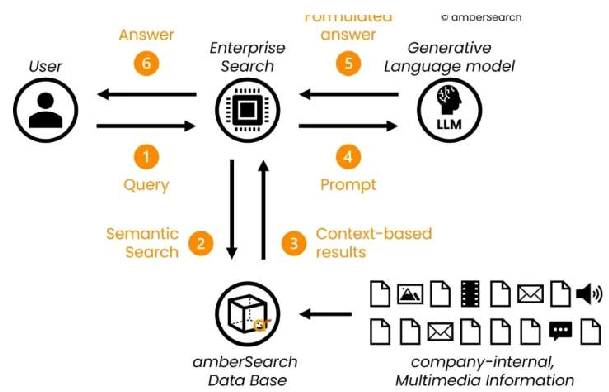 Formulated
© amberSearch
Answer
answer
Generative
Language model
Enterprise
Search
User
6
5
LLM
1
4
Query
Prompt
Semantic
Search
2
3
Context-based
results
amberSearch
Data Base
company-internal,
Multimedia Information